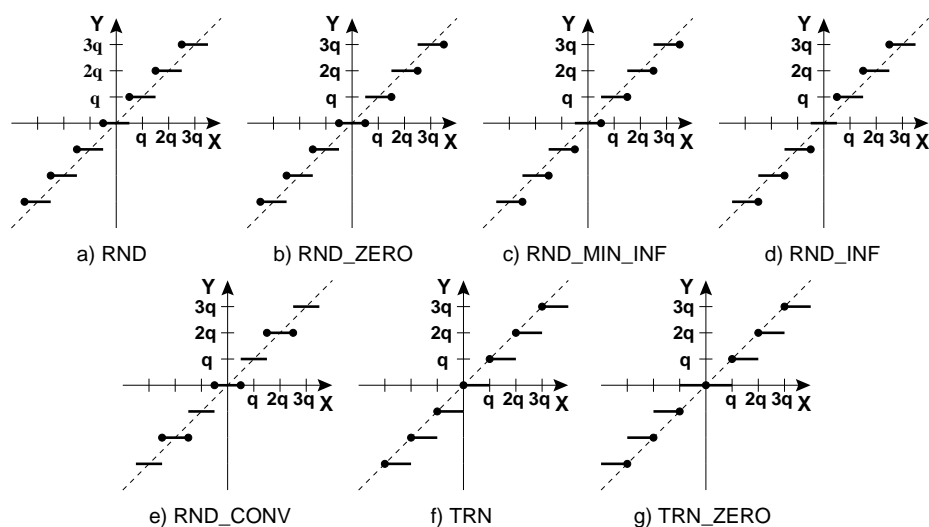 Y
3q
2q
q
q 2q 3q X
a) RND
Y
3q
2q
q
q 2q 3q X
b) RND_ZERO
Y
3q
2q
q
q 2q 3q X
c) RND_MIN_INF
Y
3q
2q
q
q 2q 3q X
d) RND_INF
Y
3q
2q
q
q 2q 3q X
e) RND_CONV
Y
3q
2q
q
q 2q 3q X
f) TRN
Y
3q
2q
q
q 2q 3q X
g) TRN_ZERO